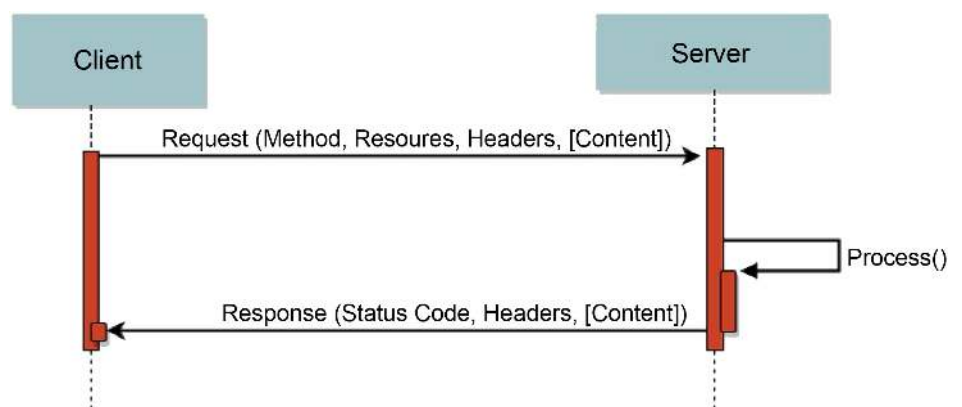 Client
Server
Request (Method, Resoures, Headers, [Content])
Process()
Response (Status Code, Headers, [Content])